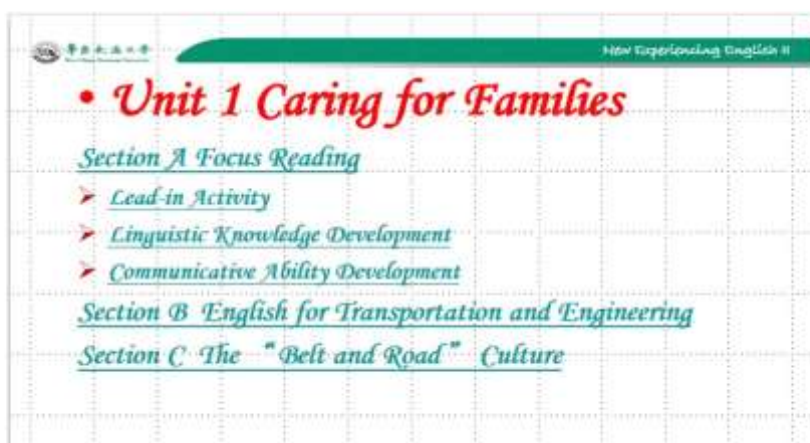 New Experiencing English II
• Unit 1 Caring for Families
Section A Focus Reading
➢ Lead-in Activity
➢ Linguistic Knowledge Development
➢ Communicative Ability Development
Section B English for Transportation and Engineering
Section C The “Belt and Road” Culture